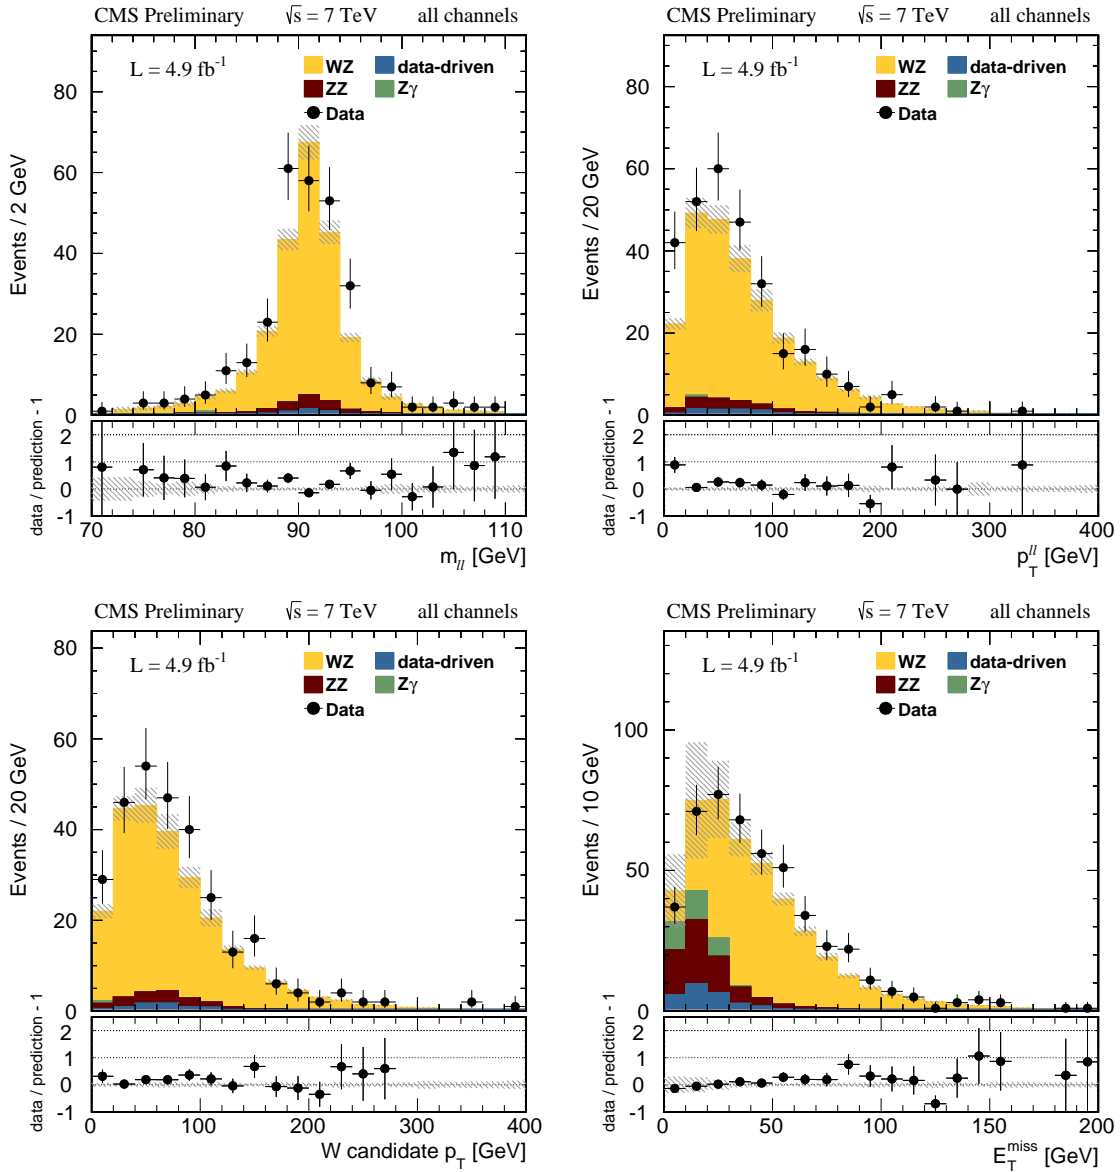 CMS Preliminary √s = 7 TeV all channels
L = 4.9 fb⁻¹
WZ data-driven
ZZ Zγ
Data
Events / 2 GeV
80
60
40
20
0
data / prediction - 1
2
1
0
-1
70 80 90 100 110
m_ll [GeV]
CMS Preliminary √s = 7 TeV all channels
L = 4.9 fb⁻¹
WZ data-driven
ZZ Zγ
Data
Events / 20 GeV
80
60
40
20
0
data / prediction - 1
2
1
0
-1
0 100 200 300 400
p_T^ll [GeV]
CMS Preliminary √s = 7 TeV all channels
L = 4.9 fb⁻¹
WZ data-driven
ZZ Zγ
Data
Events / 20 GeV
80
60
40
20
0
data / prediction - 1
2
1
0
-1
0 100 200 300 400
W candidate p_T [GeV]
CMS Preliminary √s = 7 TeV all channels
L = 4.9 fb⁻¹
WZ data-driven
ZZ Zγ
Data
Events / 10 GeV
100
50
0
data / prediction - 1
2
1
0
-1
0 50 100 150 200
E_T^miss [GeV]